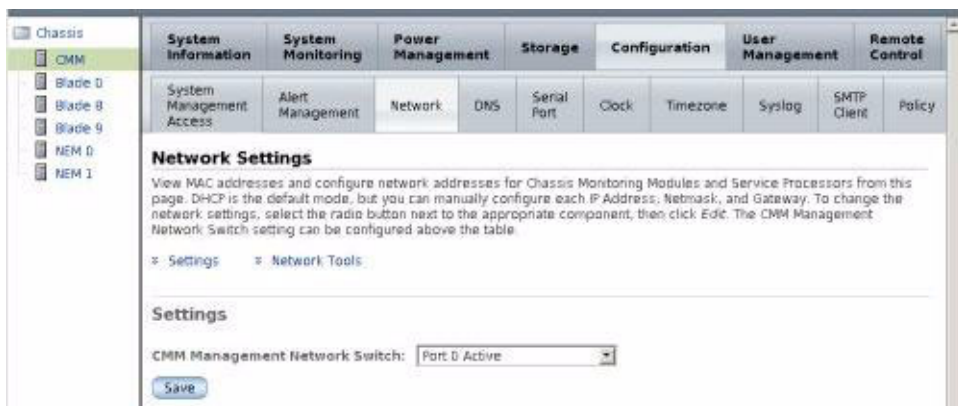 Chassis
CMM
Blade 0
Blade 8
Blade 9
NEM 0
NEM 1
System Information
System Monitoring
Power Management
Storage
Configuration
User Management
Remote Control
System Management Access
Alert Management
Network
DNS
Serial Port
Clock
Timezone
Syslog
SMTP Client
Policy
Network Settings
View MAC addresses and configure network addresses for Chassis Monitoring Modules and Service Processors from this
page. DHCP is the default mode, but you can manually configure each IP Address, Netmask, and Gateway. To change the
network settings, select the radio button next to the appropriate component, then click Edit. The CMM Management
Network Switch setting can be configured above the table.
Settings
Network Tools
Settings
CMM Management Network Switch: Port 0 Active
Save